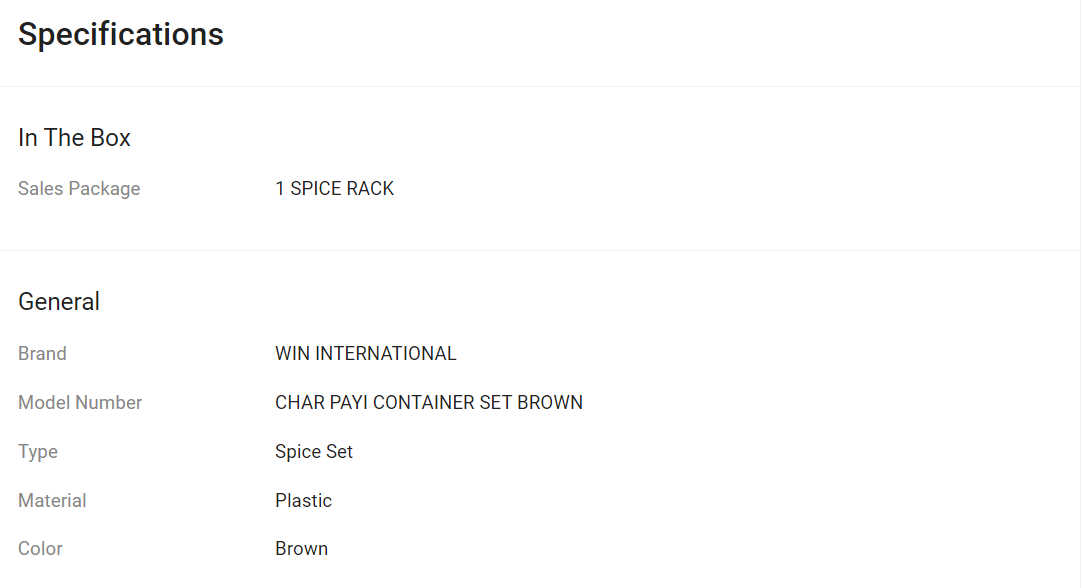 Specifications
In The Box
Sales Package 1 SPICE RACK
General
Brand WIN INTERNATIONAL
Model Number CHAR PAYI CONTAINER SET BROWN
Type Spice Set
Material Plastic
Color Brown